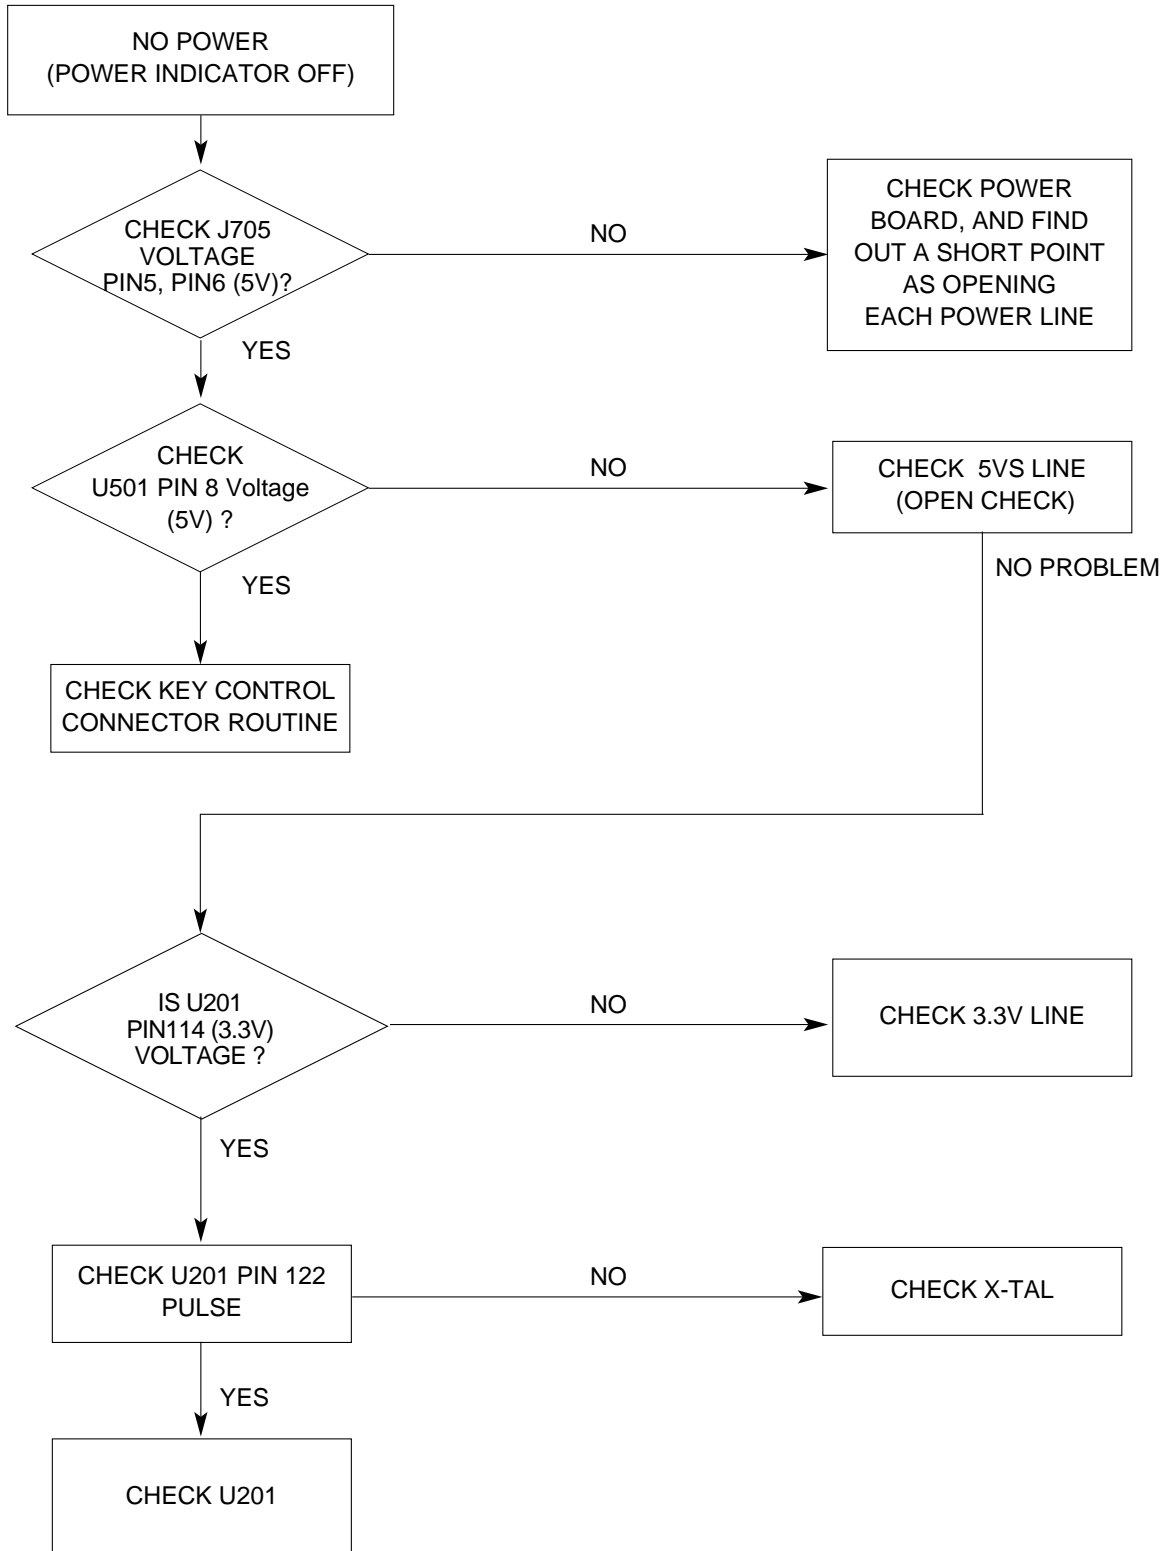 NO POWER
(POWER INDICATOR OFF)
CHECK J705
VOLTAGE
PIN5, PIN6 (5V)?
NO
CHECK POWER
BOARD, AND FIND
OUT A SHORT POINT
AS OPENING
EACH POWER LINE
YES
CHECK
U501 PIN 8 Voltage
(5V) ?
NO
CHECK 5VS LINE
(OPEN CHECK)
NO PROBLEM
YES
CHECK KEY CONTROL
CONNECTOR ROUTINE
IS U201
PIN114 (3.3V)
VOLTAGE ?
NO
CHECK 3.3V LINE
YES
CHECK U201 PIN 122
PULSE
NO
CHECK X-TAL
YES
CHECK U201